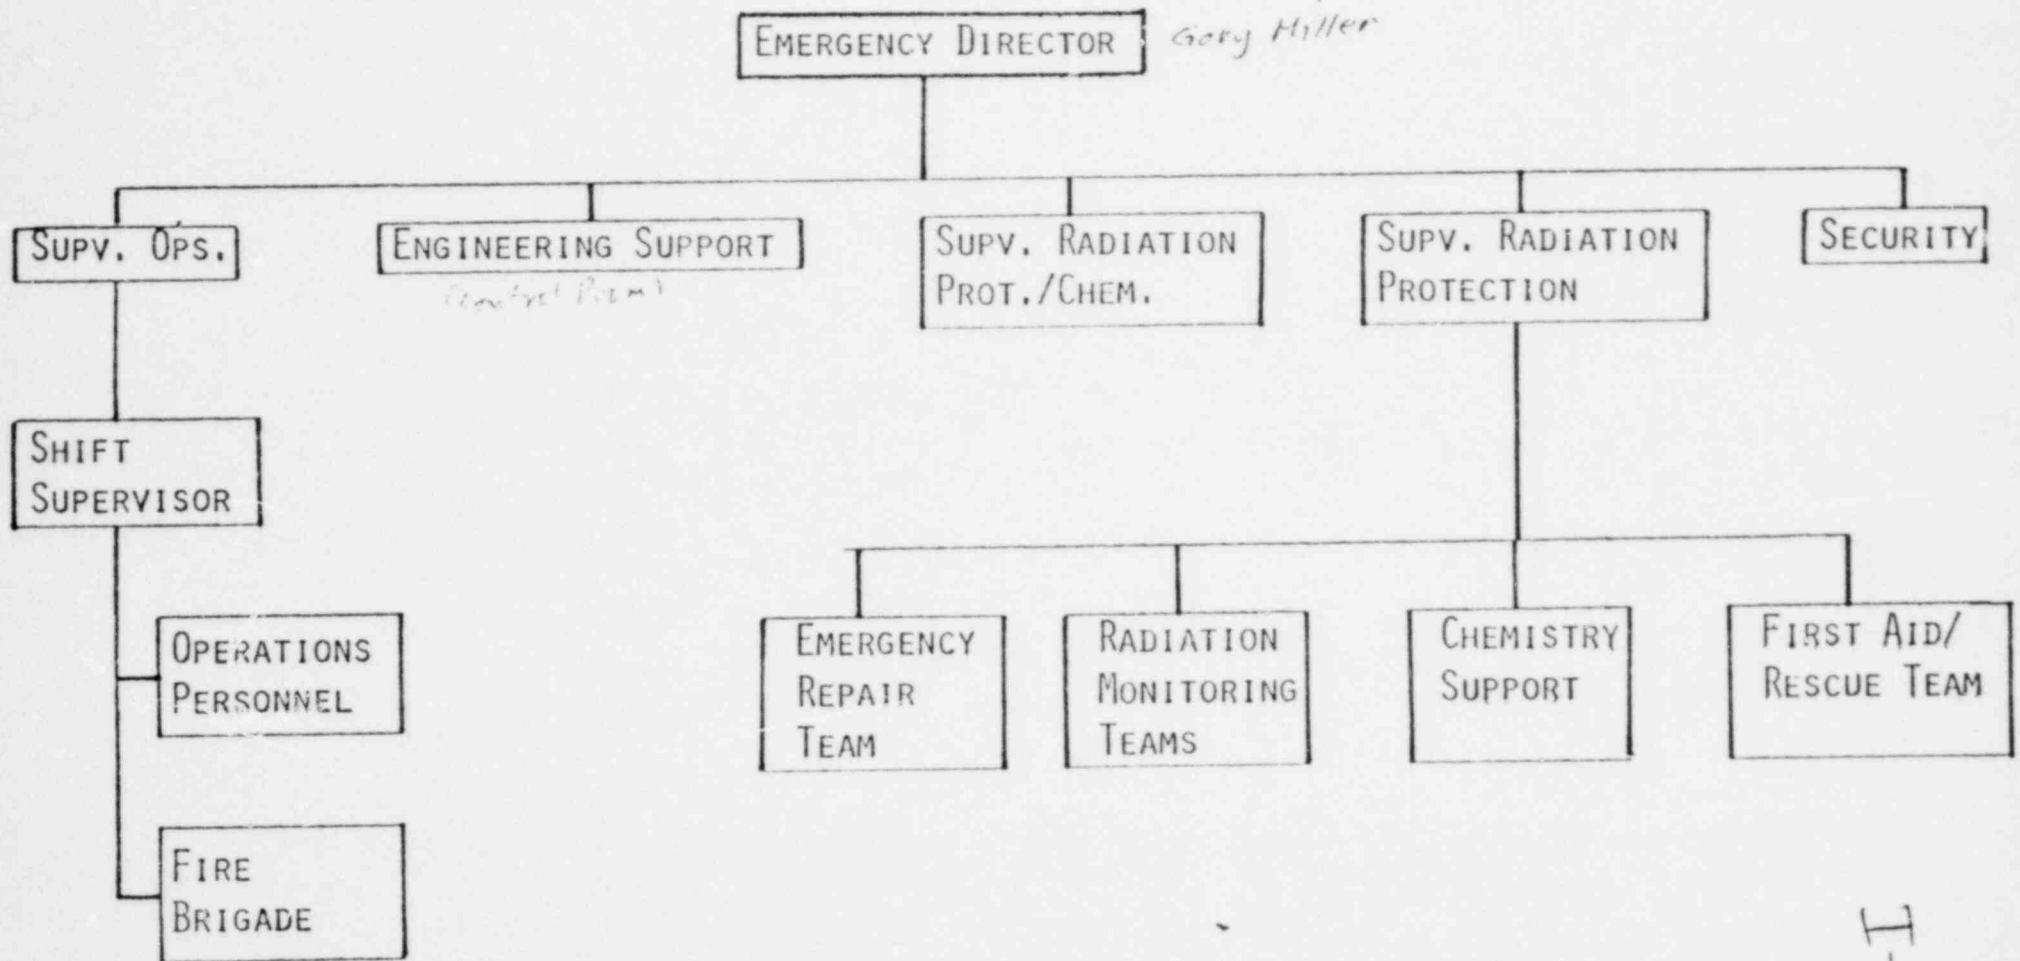 EMERGENCY DIRECTOR
Gary Miller
SUPV. OPS.
ENGINEERING SUPPORT
SUPV. RADIATION
PROT./CHEM.
SUPV. RADIATION
PROTECTION
SECURITY
SHIFT
SUPERVISOR
OPERATIONS
PERSONNEL
FIRE
BRIGADE
EMERGENCY
REPAIR
TEAM
RADIATION
MONITORING
TEAMS
CHEMISTRY
SUPPORT
FIRST AID/
RESCUE TEAM